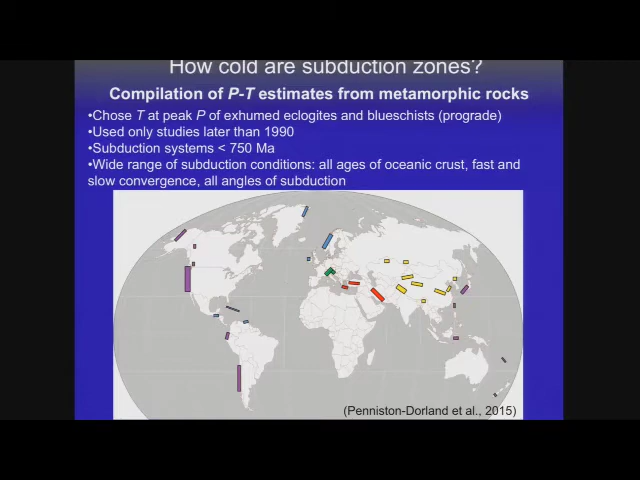 How cold are subduction zones?
Compilation of P-T estimates from metamorphic rocks
•Chose T at peak P of exhumed eclogites and blueschists (prograde)
•Used only studies later than 1990
•Subduction systems < 750 Ma
•Wide range of subduction conditions: all ages of oceanic crust, fast and
slow convergence, all angles of subduction
(Penniston-Dorland et al., 2015)